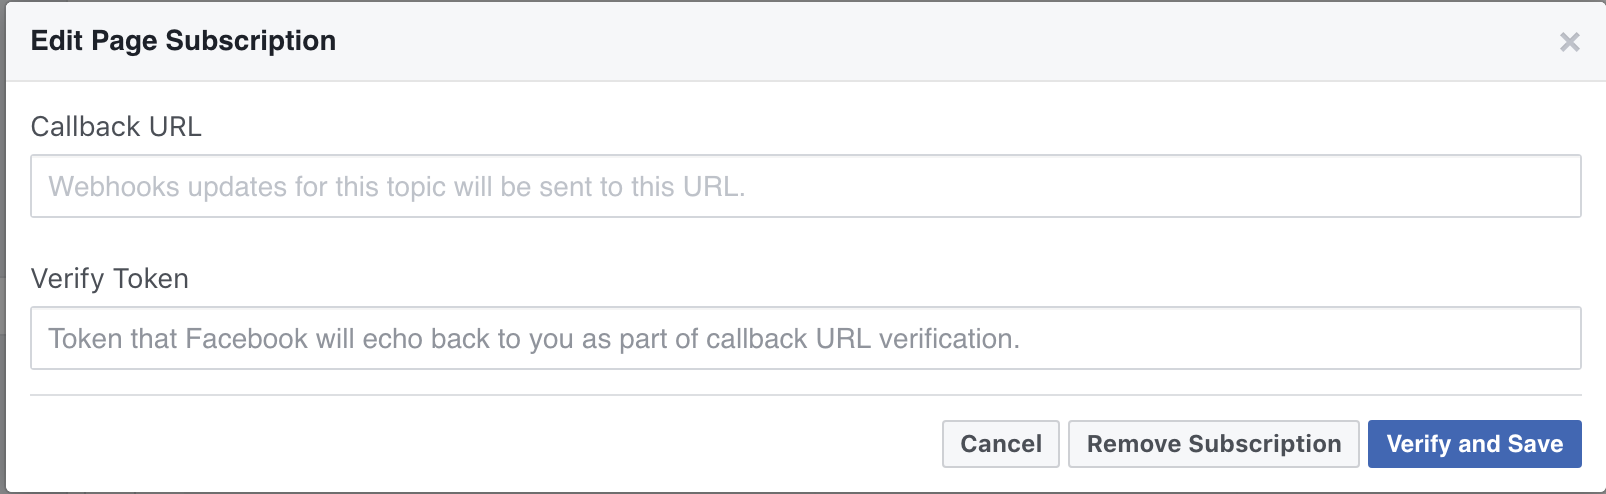 Edit Page Subscription
Callback URL
Webhooks updates for this topic will be sent to this URL.
Verify Token
Token that Facebook will echo back to you as part of callback URL verification.
Cancel Remove Subscription Verify and Save